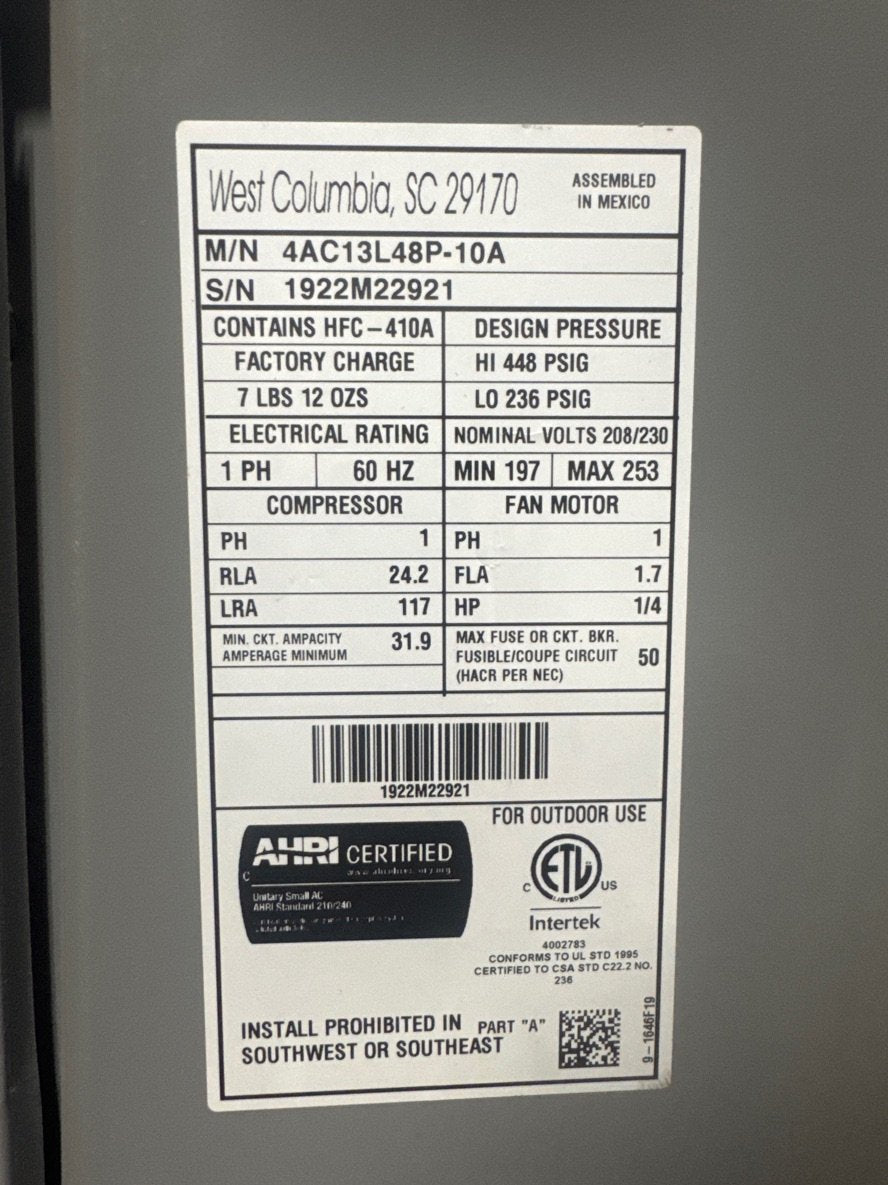 West Columbia, SC 29170
ASSEMBLED
IN MEXICO
M/N 4AC13L48P-10A
S/N 1922M22921
CONTAINS HFC-410A
DESIGN PRESSURE
FACTORY CHARGE
HI 448 PSIG
7 LBS 12 OZS
LO 236 PSIG
ELECTRICAL RATING
NOMINAL VOLTS 208/230
1 PH 60 HZ
MIN 197 MAX 253
COMPRESSOR
FAN MOTOR
PH 1
PH 1
RLA 24.2
FLA 1.7
LRA 117
HP 1/4
MIN. CKT. AMPACITY
AMPERAGE MINIMUM
31.9
MAX FUSE OR CKT. BKR.
FUSIBLE/COUPE CIRCUIT
(HACR PER NEC)
50
1922M22921
FOR OUTDOOR USE
AHRI CERTIFIED
C
Unitary Small AC
AHRI Standard 210/240
C ETL US
LISTED
Intertek
4002783
CONFORMS TO UL STD 1995
CERTIFIED TO CSA STD C22.2 NO.
236
INSTALL PROHIBITED IN
SOUTHWEST OR SOUTHEAST
PART "A"
9-1646F19